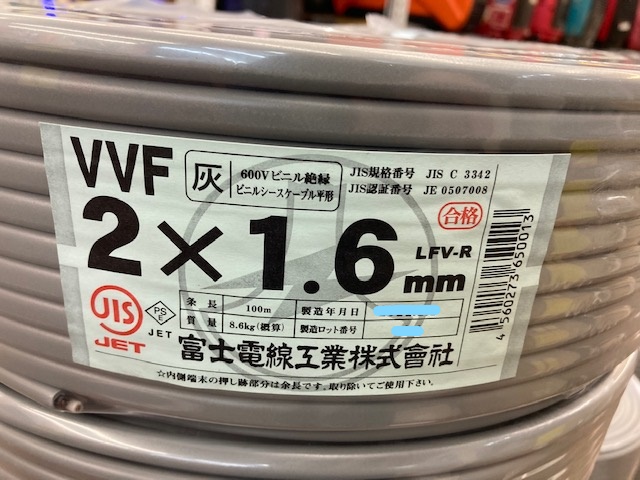 VVF 灰 600Vビニル絶縁
ビニルシースケーブル平形
JIS規格番号 JIS C 3342
JIS認証番号 JE 0507008
合格
2×1.6mm
LFV-R
JIS
JET
PS
E
JET
条長 100m 製造年月日
質量 8.6kg(概算) 製造ロット番号
富士電線工業株式會社
☆内側端末の押し跡部分は余長です。取り除いてご使用下さい。
4560273650013